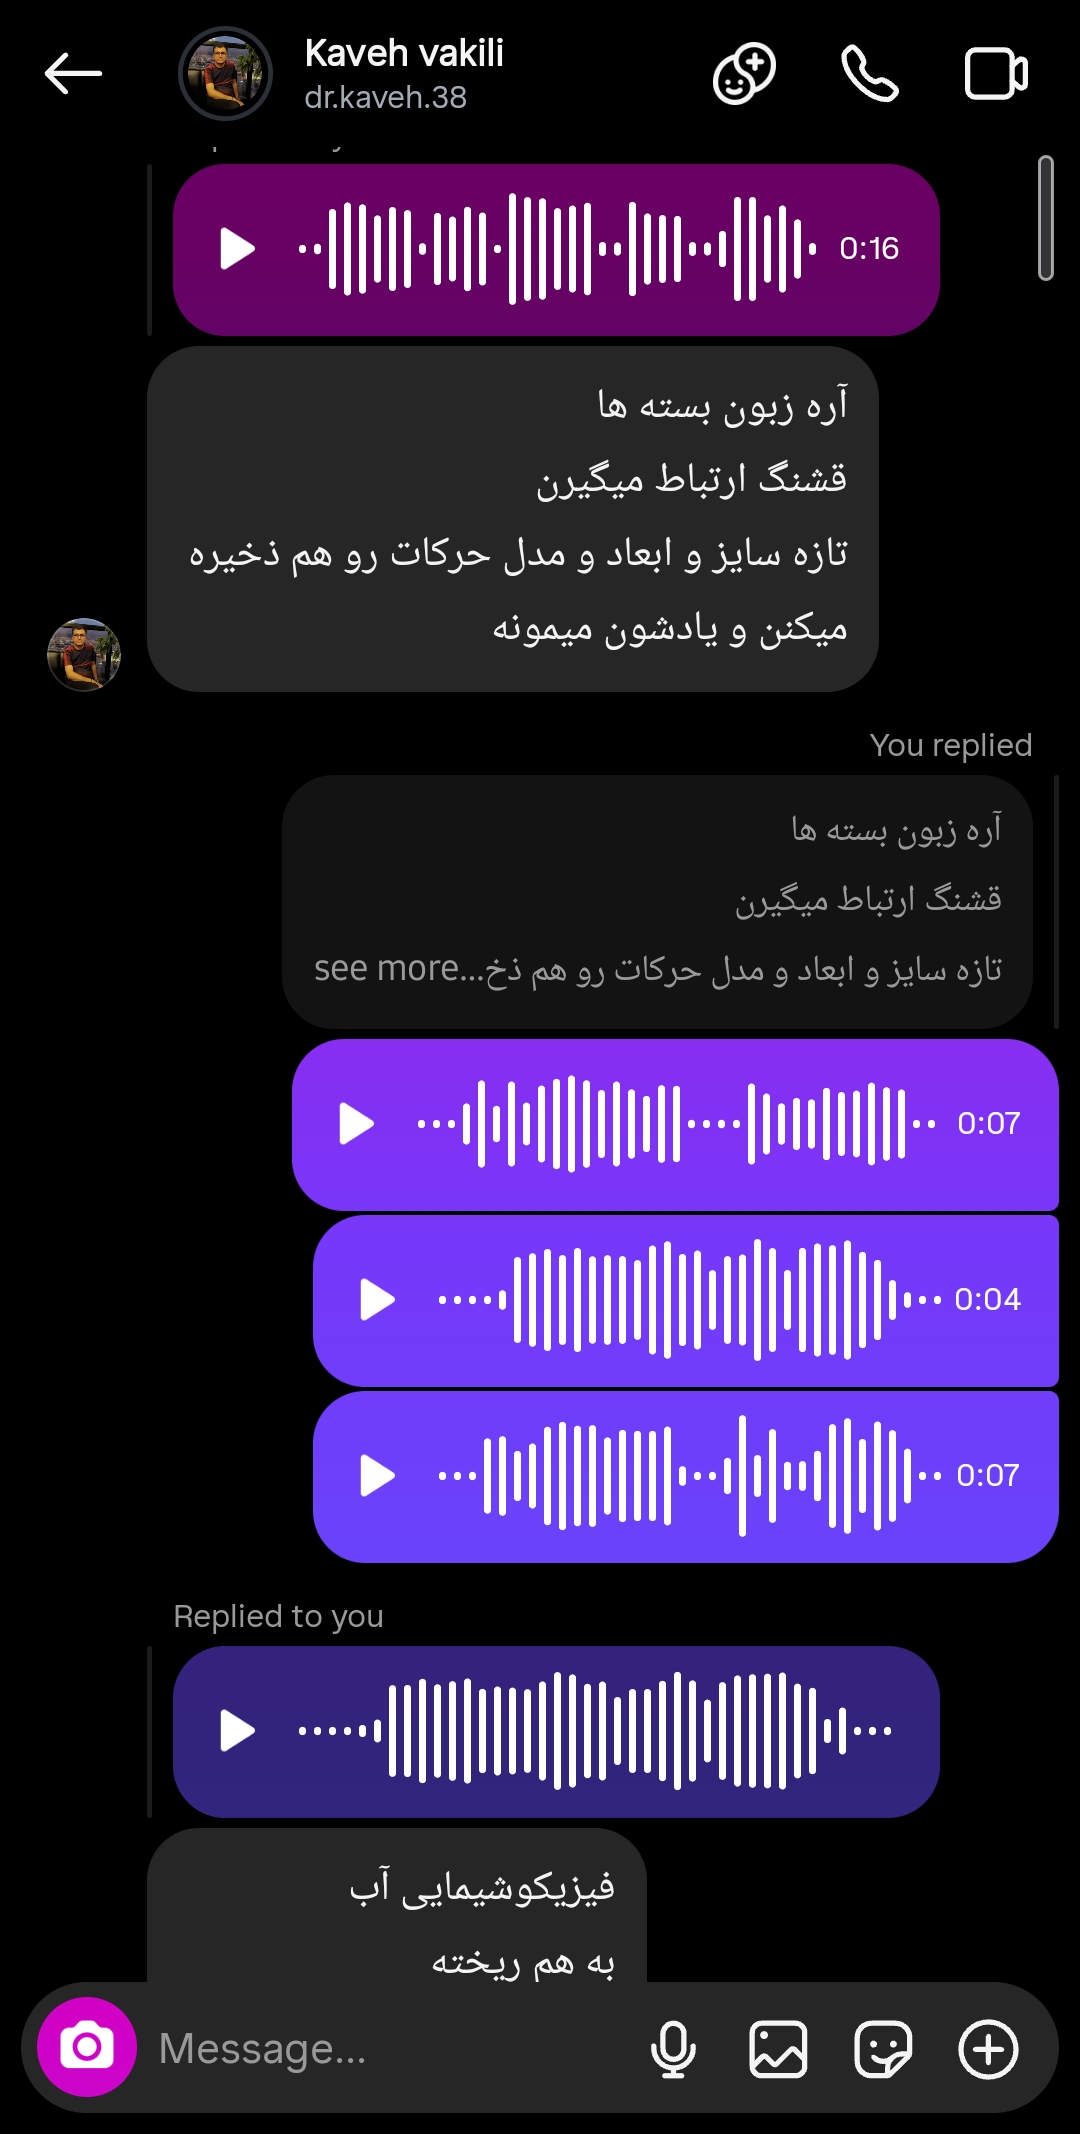 Kaveh vakili
dr.kaveh.38
0:16
آره زبون بسته ها
قشنگ ارتباط میگیرن
تازه سایز و ابعاد و مدل حرکات رو هم ذخیره
میکنن و یادشون میمونه
You replied
آره زبون بسته ها
قشنگ ارتباط میگیرن
تازه سایز و ابعاد و مدل حرکات رو هم ذخ...see more
0:07
0:04
0:07
Replied to you
فیزیکوشیمایی آب
به هم ریخته
Message...